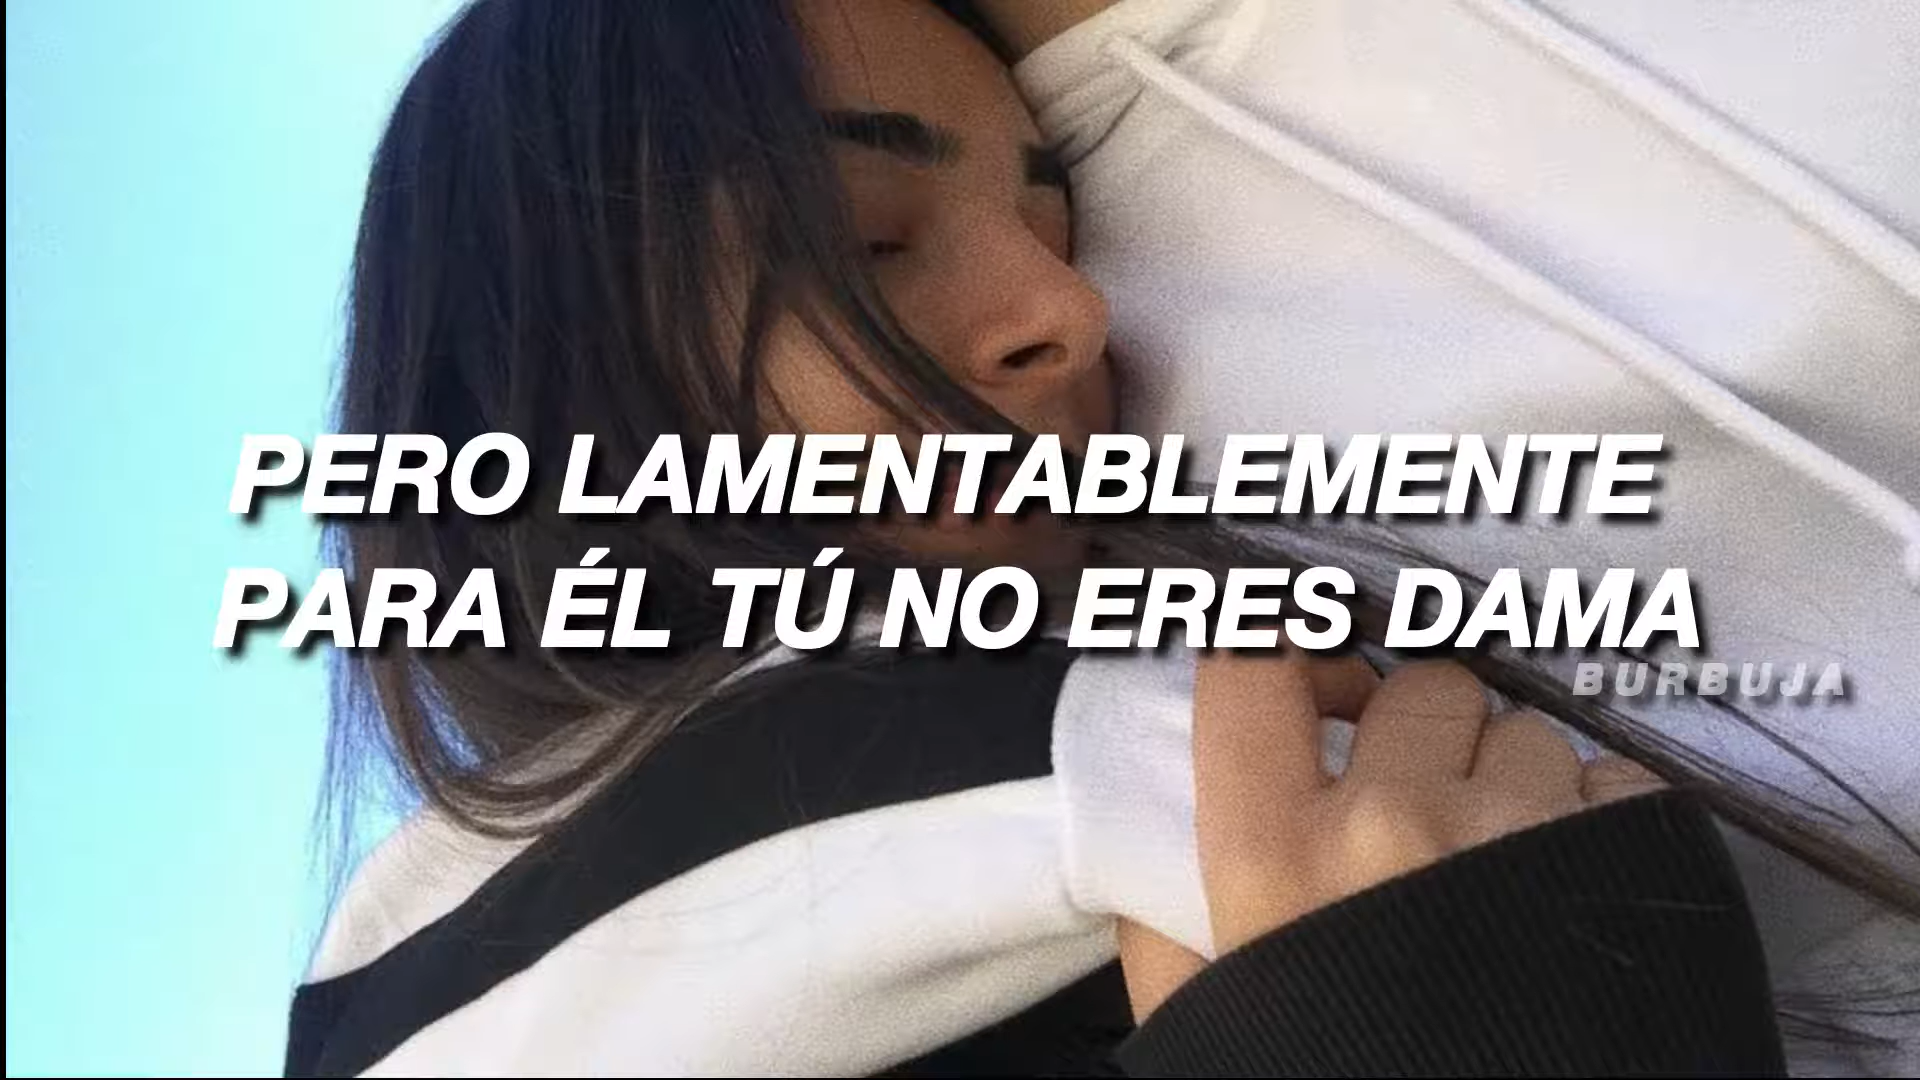 PERO LAMENTABLEMENTE
PARA ÉL TÚ NO ERES DAMA
BURBUJA